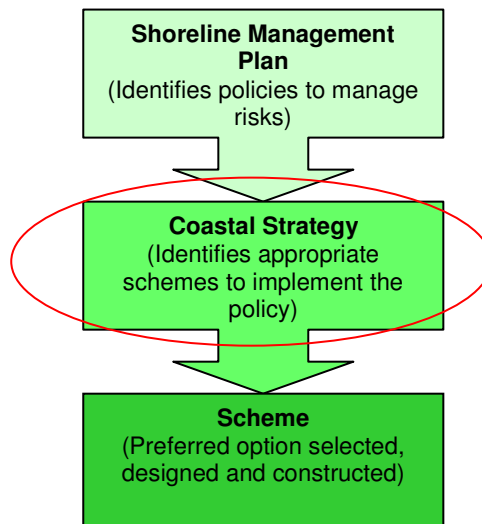 Shoreline Management
Plan
(Identifies policies to manage
risks)
Coastal Strategy
(Identifies appropriate
schemes to implement the
policy)
Scheme
(Preferred option selected,
designed and constructed)